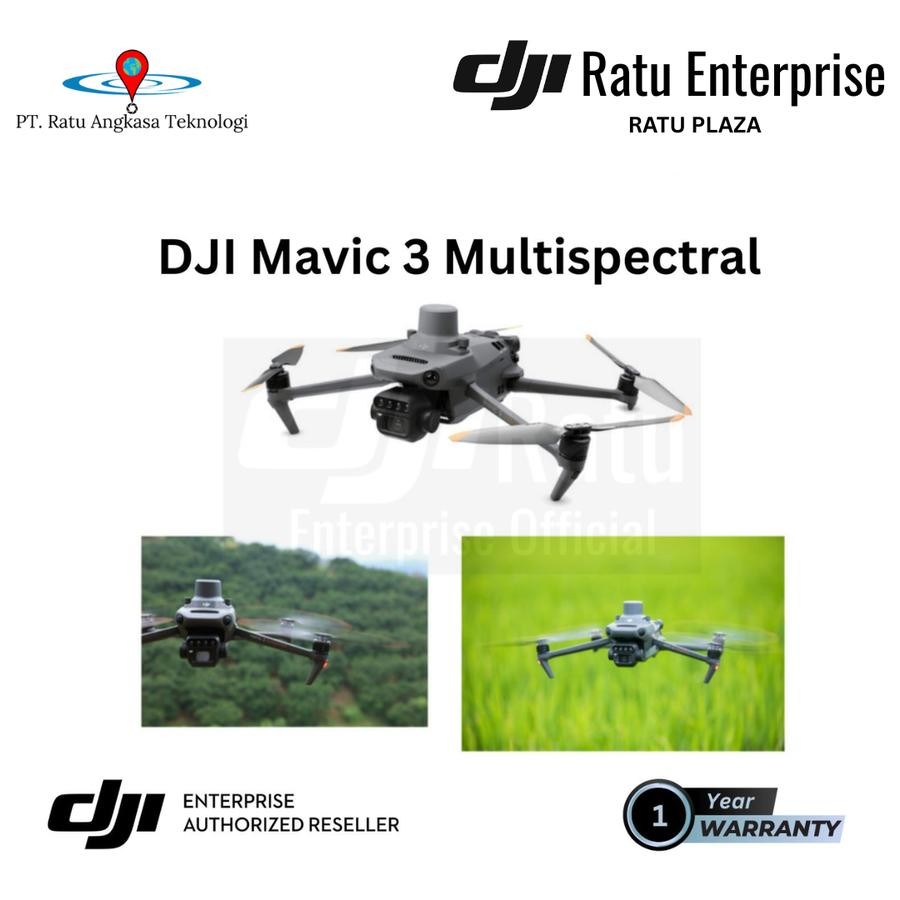 PT. Ratu Angkasa Teknologi
dji Ratu Enterprise
RATU PLAZA
DJI Mavic 3 Multispectral
dji Ratu
Enterprise Official
dji ENTERPRISE
AUTHORIZED RESELLER
1 Year
WARRANTY